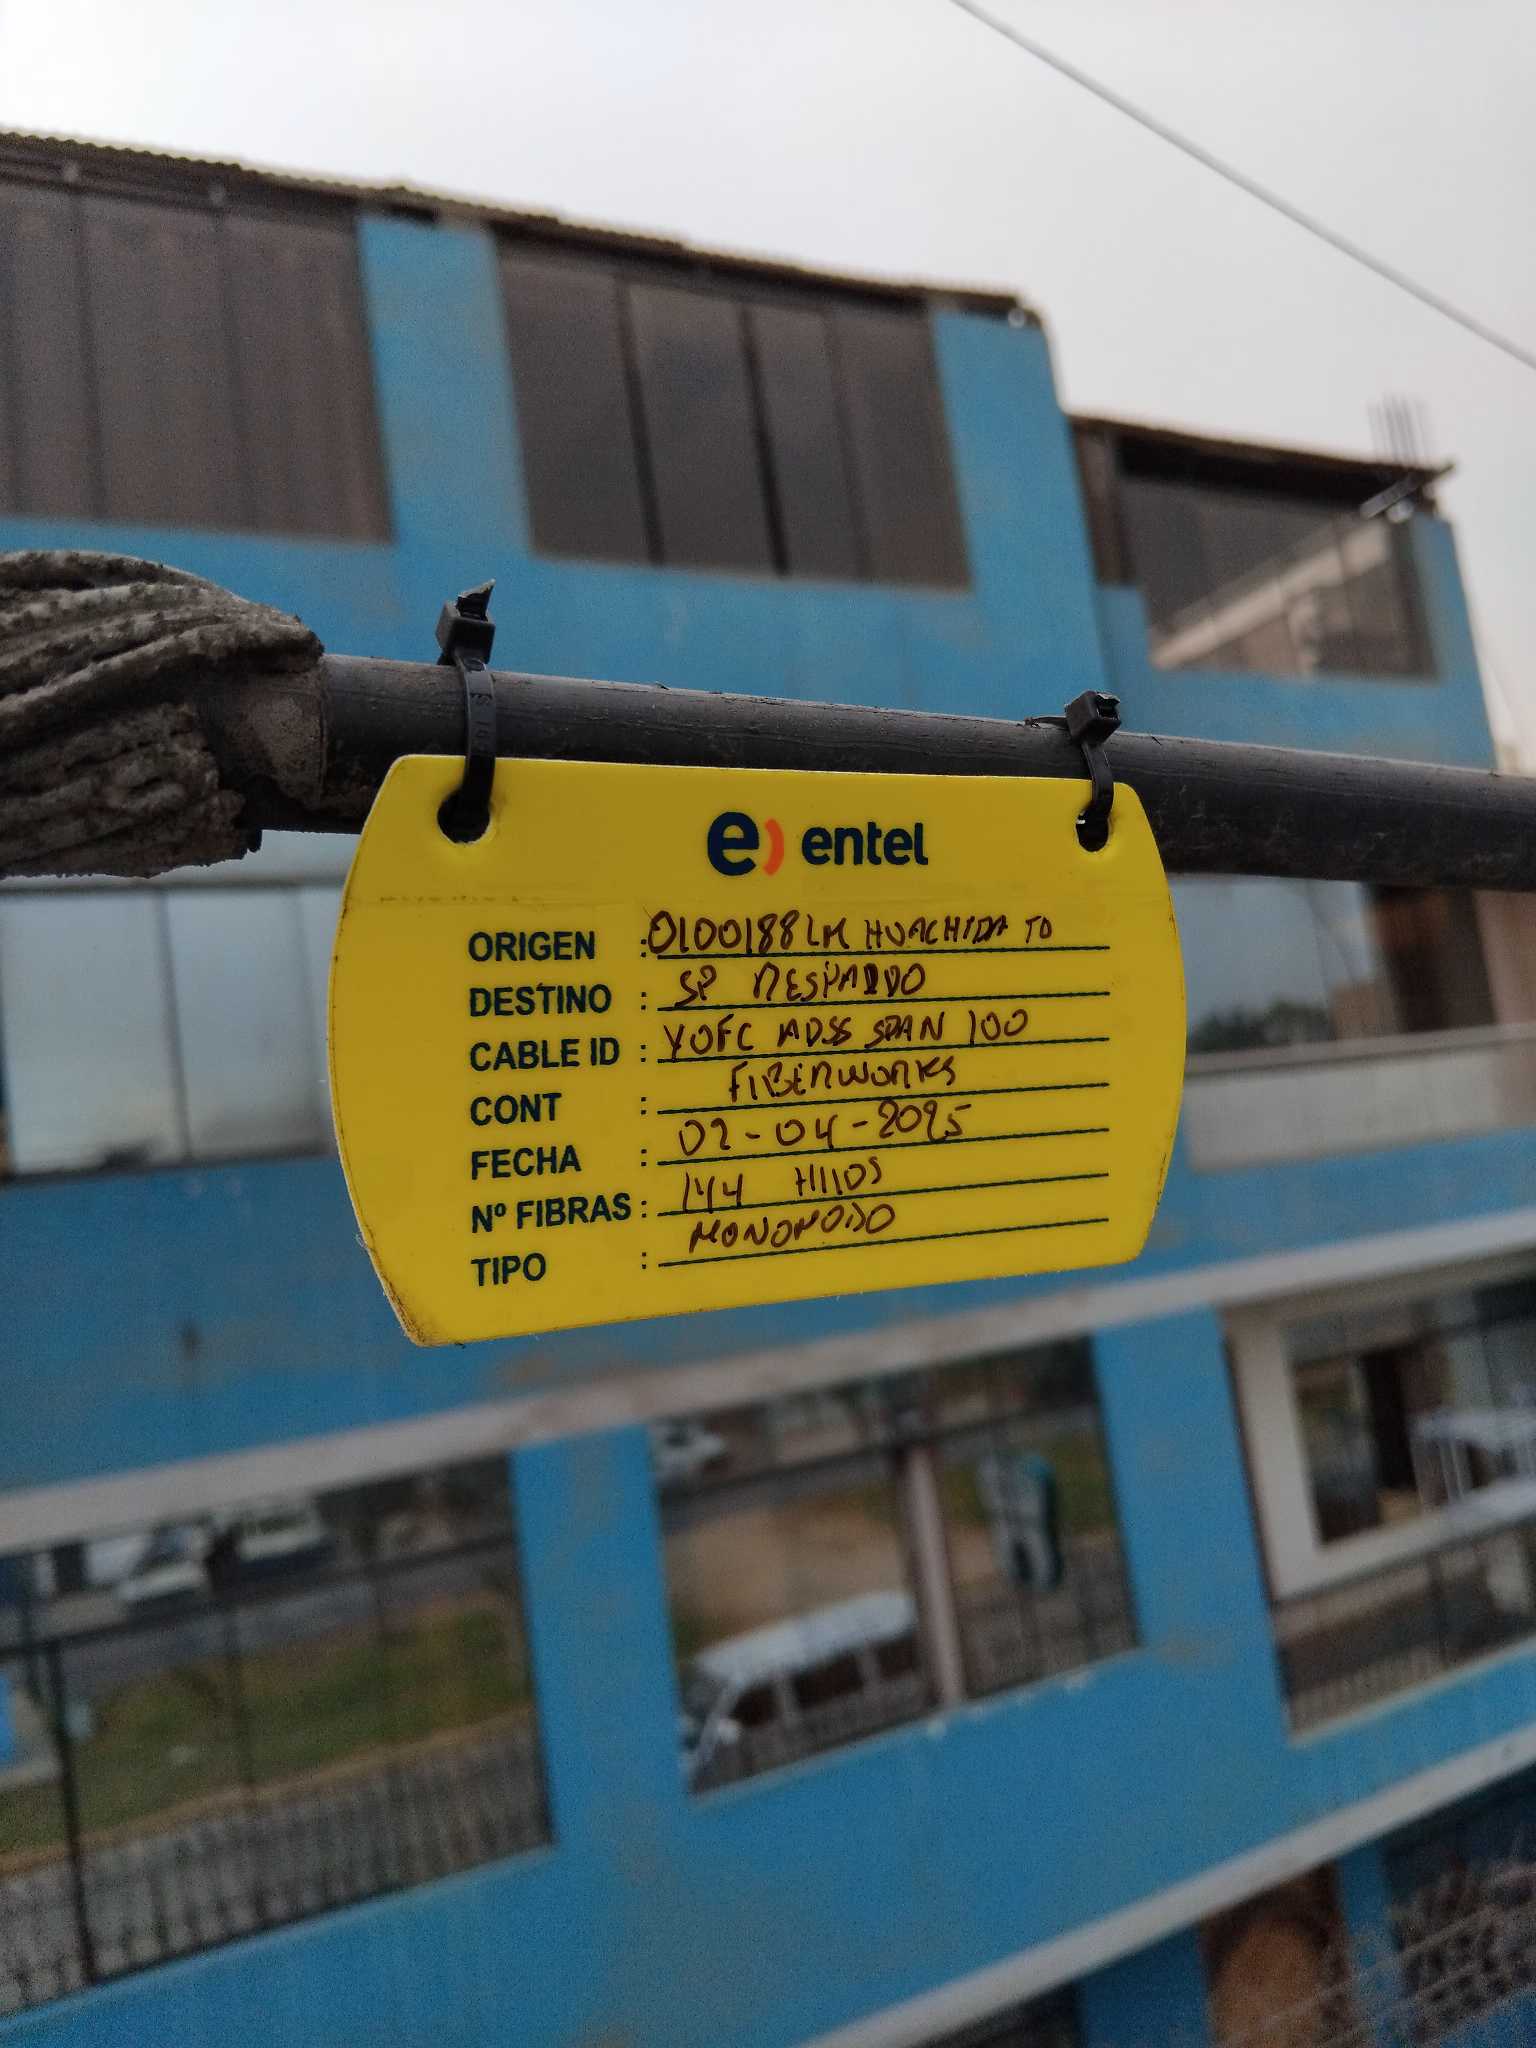 e) entel
ORIGEN : 0100188LM HUACHIPA TO
DESTINO : SP RESPALDO
CABLE ID : YOFC ADSS SPAN 100
CONT : FIBERWORKS
FECHA : 02-04-2025
Nº FIBRAS : 144 HILOS
TIPO : MONOMODO